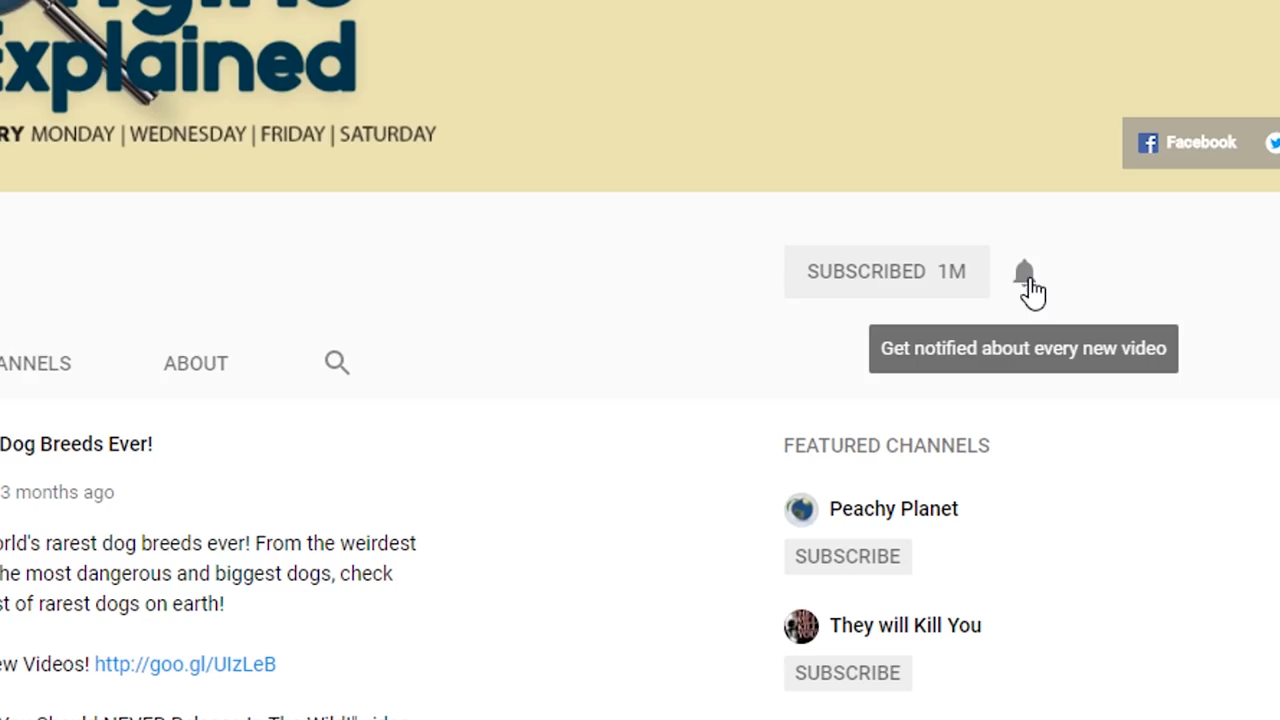 Explained
RY MONDAY | WEDNESDAY | FRIDAY | SATURDAY
Facebook
SUBSCRIBED 1M
Get notified about every new video
ANNELS ABOUT
Dog Breeds Ever!
3 months ago
orld's rarest dog breeds ever! From the weirdest
he most dangerous and biggest dogs, check
st of rarest dogs on earth!
ew Videos! http://goo.gl/UIzLeB
FEATURED CHANNELS
Peachy Planet
SUBSCRIBE
They will Kill You
SUBSCRIBE